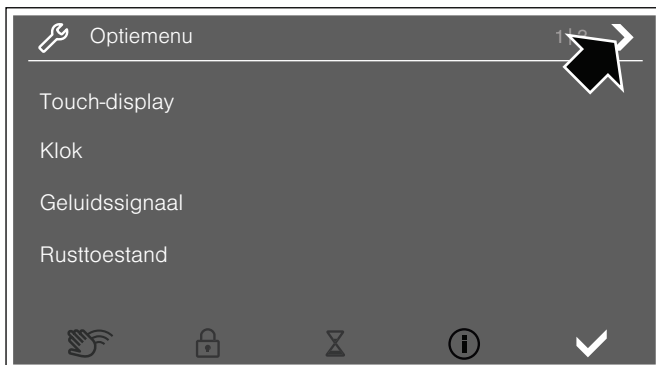 Optiemenu
Touch-display
Klok
Geluidssignaal
Rusttoestand